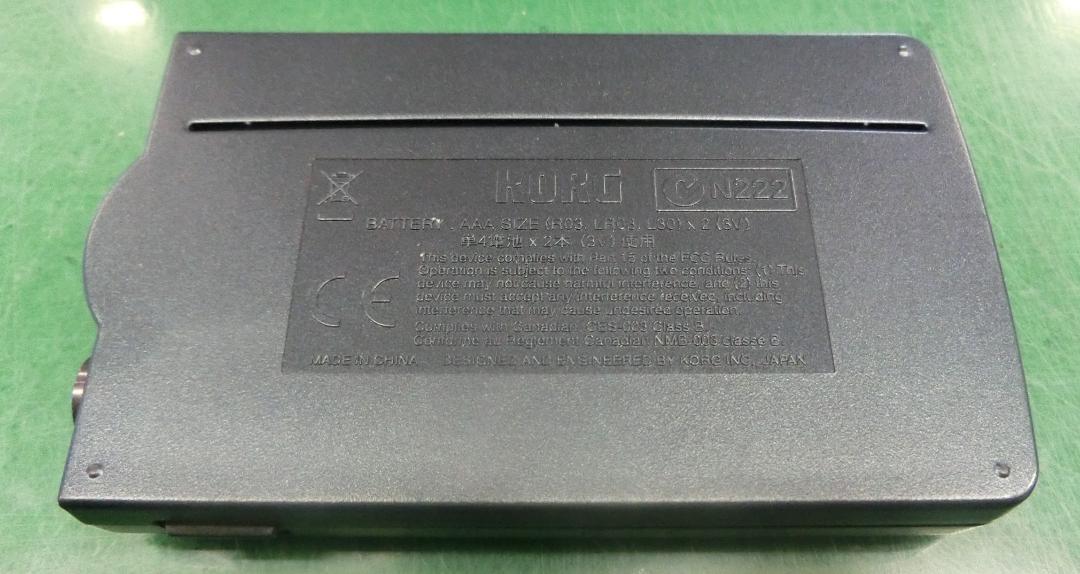 KORG
N222
BATTERY : AAA SIZE (R03, LR03, L30) x 2 (3V)
単4電池 x 2本 (3V) 使用
This device complies with Part 15 of the FCC Rules.
Operation is subject to the following two conditions: (1) This
device may not cause harmful interference, and (2) this
device must accept any interference received, including
interference that may cause undesired operation.
Complies with Canadian ICES-003 Class B.
Conforme au Reglement Canadian NMB-003 classe B.
CE
MADE IN CHINA DESIGNED AND ENGINEERED BY KORG INC. JAPAN